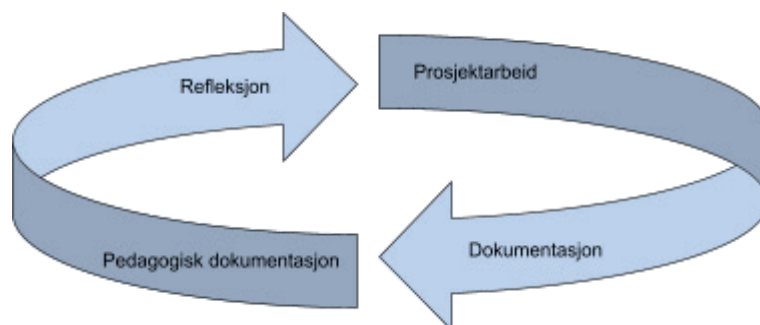 Refleksjon
Prosjektarbeid
Pedagogisk dokumentasjon
Dokumentasjon